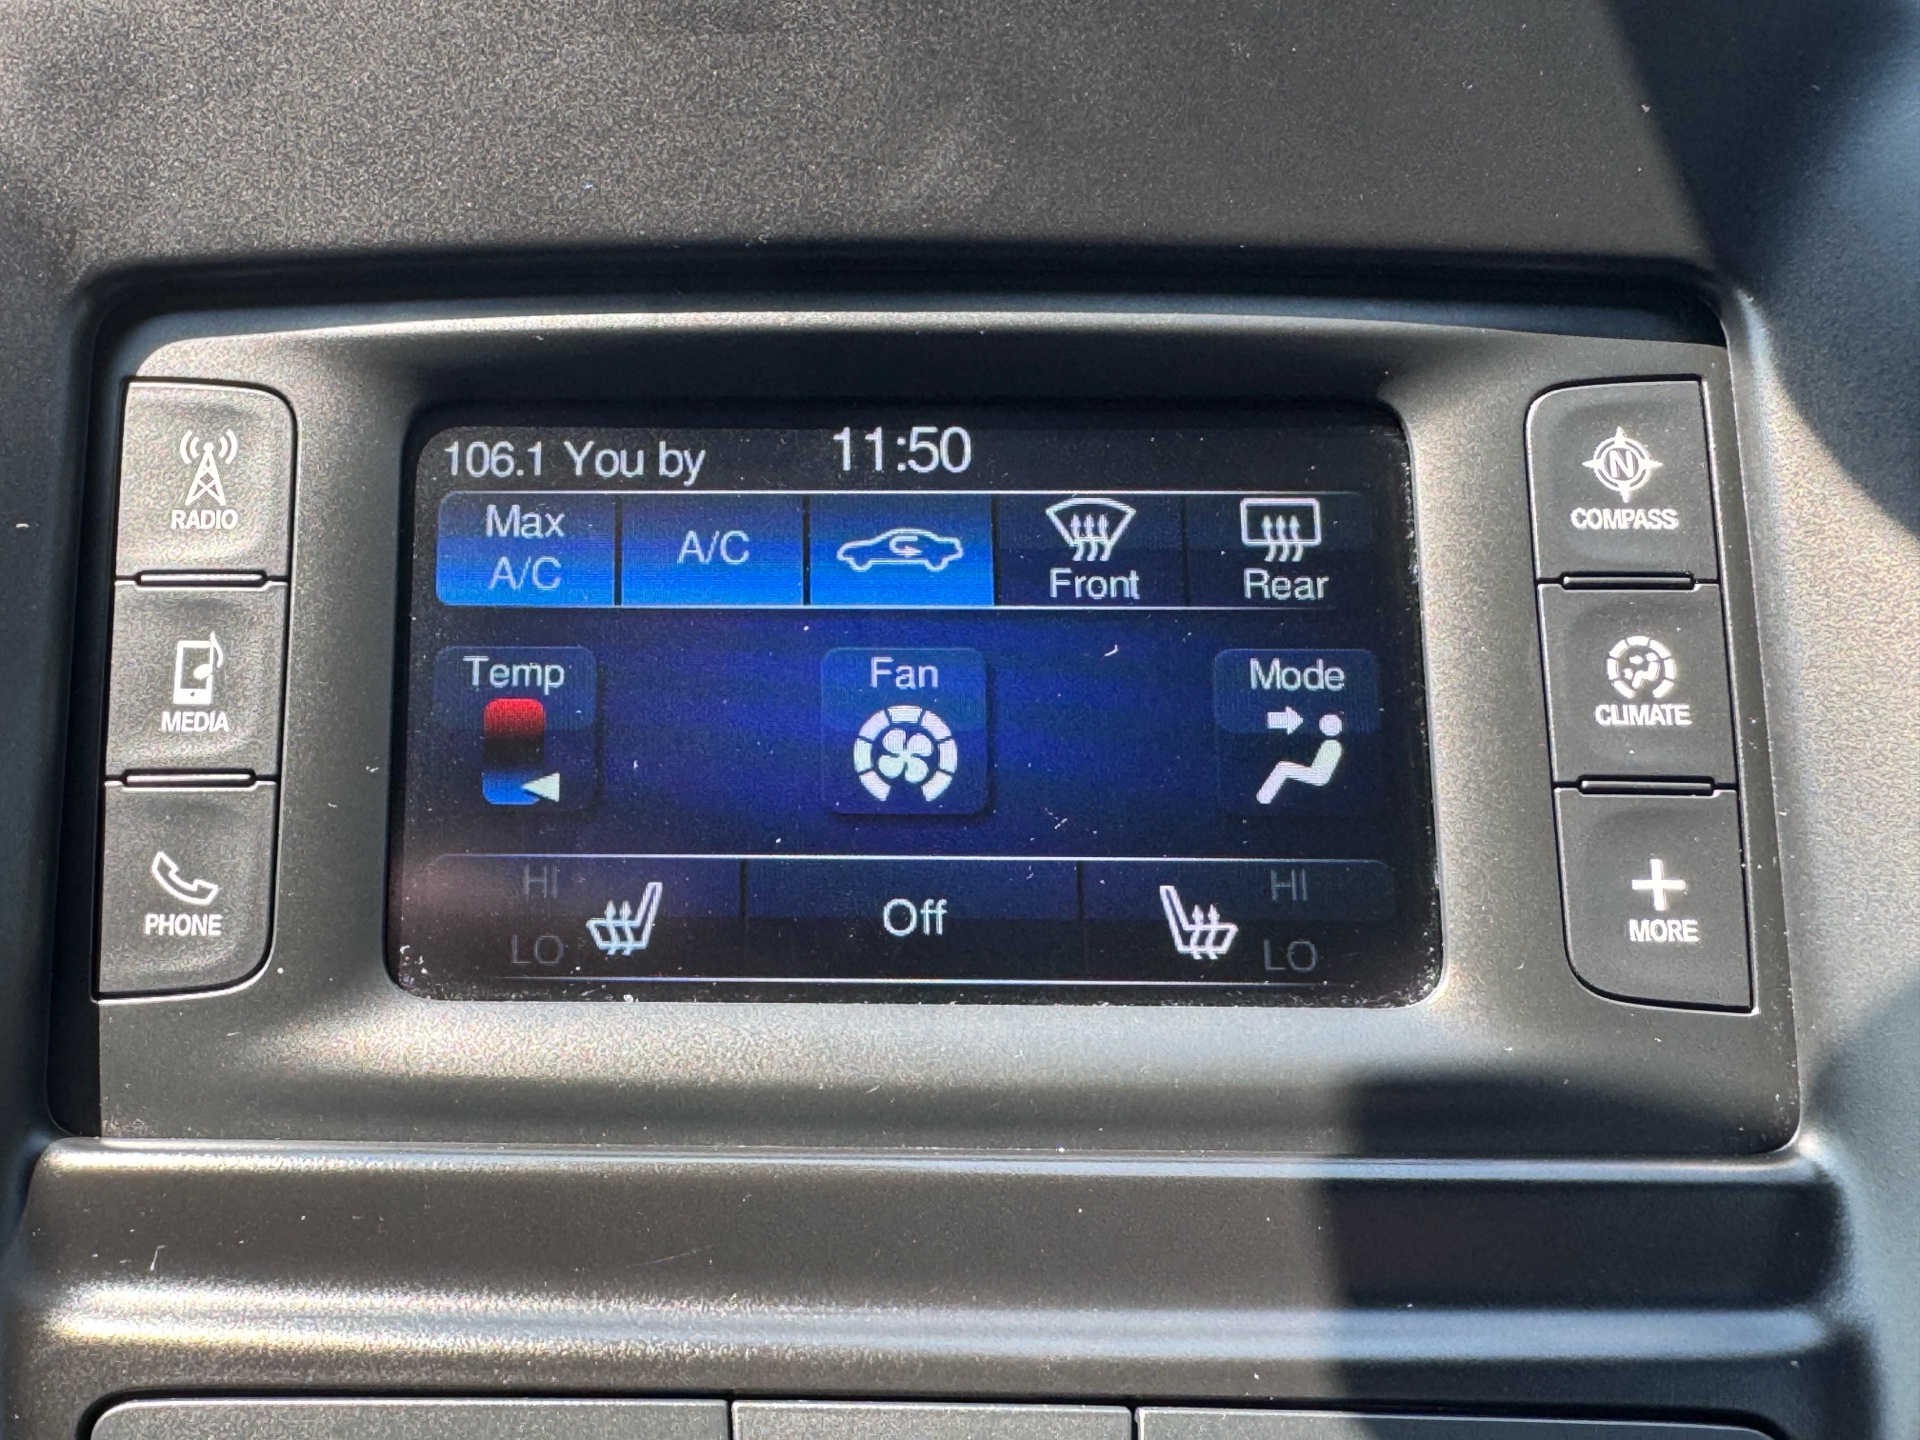 106.1 You by
11:50
Max
A/C
A/C
Front
Rear
Temp
Fan
Mode
HI
LO
Off
HI
LO
RADIO
MEDIA
PHONE
N
COMPASS
CLIMATE
MORE